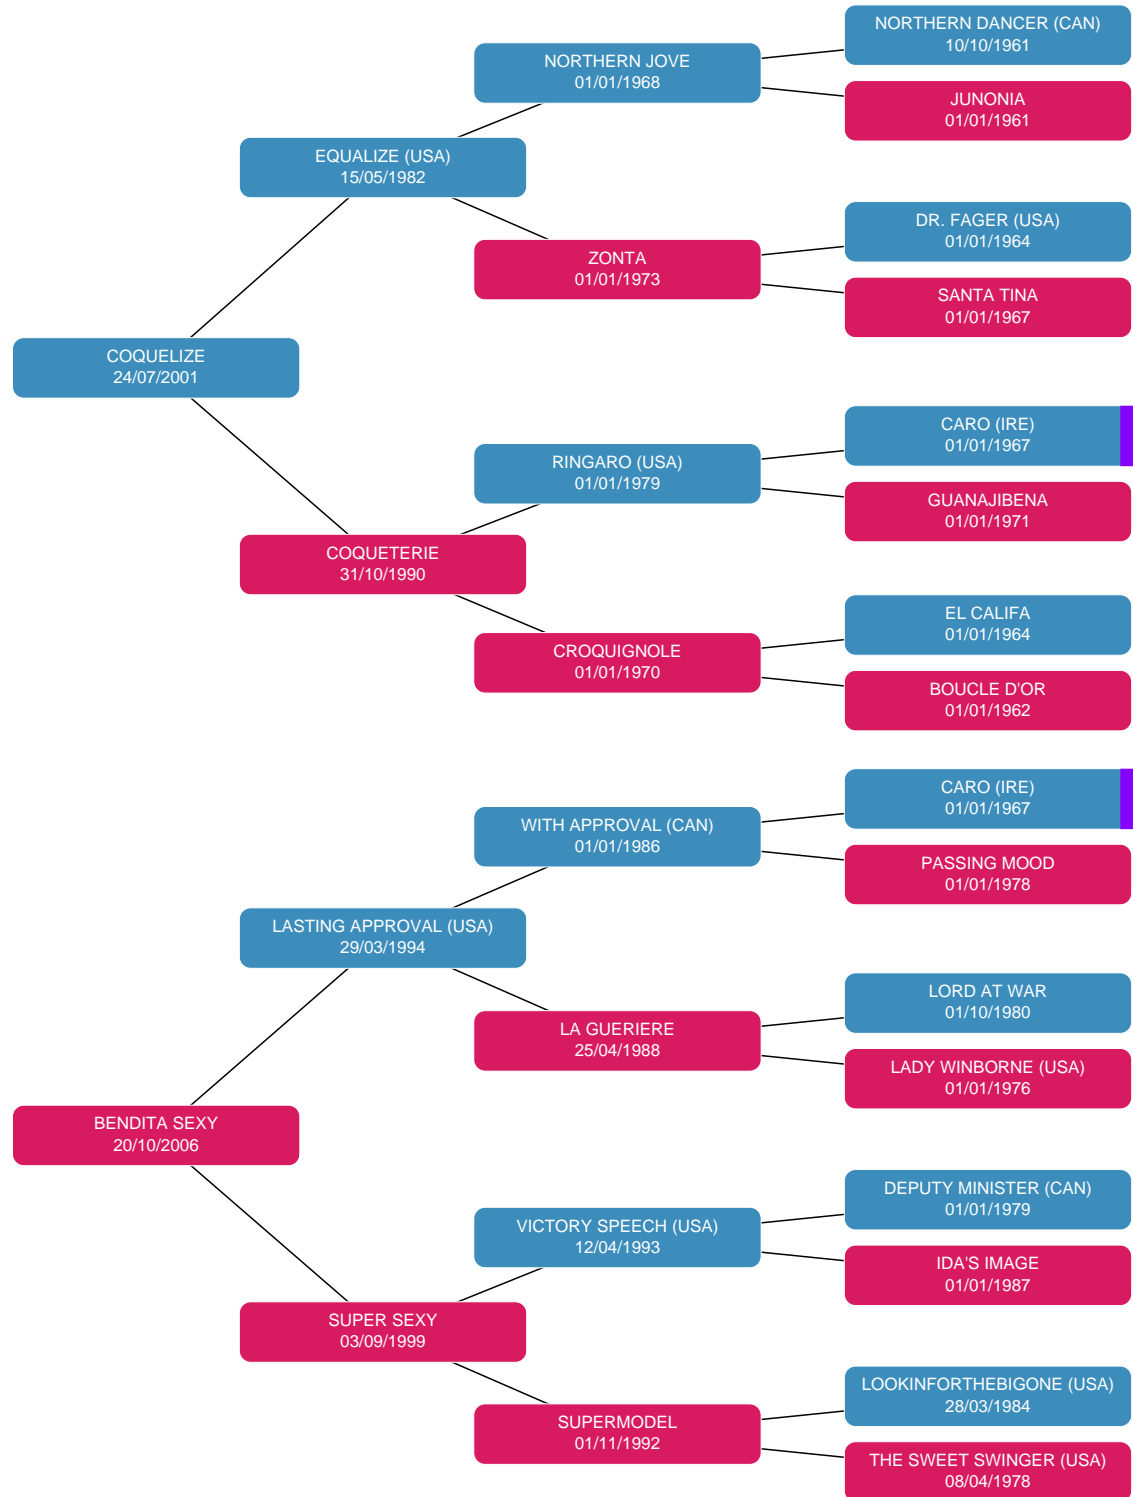 NORTHERN DANCER (CAN)
10/10/1961
NORTHERN JOVE
01/01/1968
JUNONIA
01/01/1961
EQUALIZE (USA)
15/05/1982
DR. FAGER (USA)
01/01/1964
ZONTA
01/01/1973
SANTA TINA
01/01/1967
COQUELIZE
24/07/2001
CARO (IRE)
01/01/1967
RINGARO (USA)
01/01/1979
GUANAJIBENA
01/01/1971
COQUETERIE
31/10/1990
EL CALIFA
01/01/1964
CROQUIGNOLE
01/01/1970
BOUCLE D'OR
01/01/1962
CARO (IRE)
01/01/1967
WITH APPROVAL (CAN)
01/01/1986
PASSING MOOD
01/01/1978
LASTING APPROVAL (USA)
29/03/1994
LORD AT WAR
01/10/1980
LA GUERIERE
25/04/1988
LADY WINBORNE (USA)
01/01/1976
BENDITA SEXY
20/10/2006
DEPUTY MINISTER (CAN)
01/01/1979
VICTORY SPEECH (USA)
12/04/1993
IDA'S IMAGE
01/01/1987
SUPER SEXY
03/09/1999
LOOKINFORTHEBIGONE (USA)
28/03/1984
SUPERMODEL
01/11/1992
THE SWEET SWINGER (USA)
08/04/1978